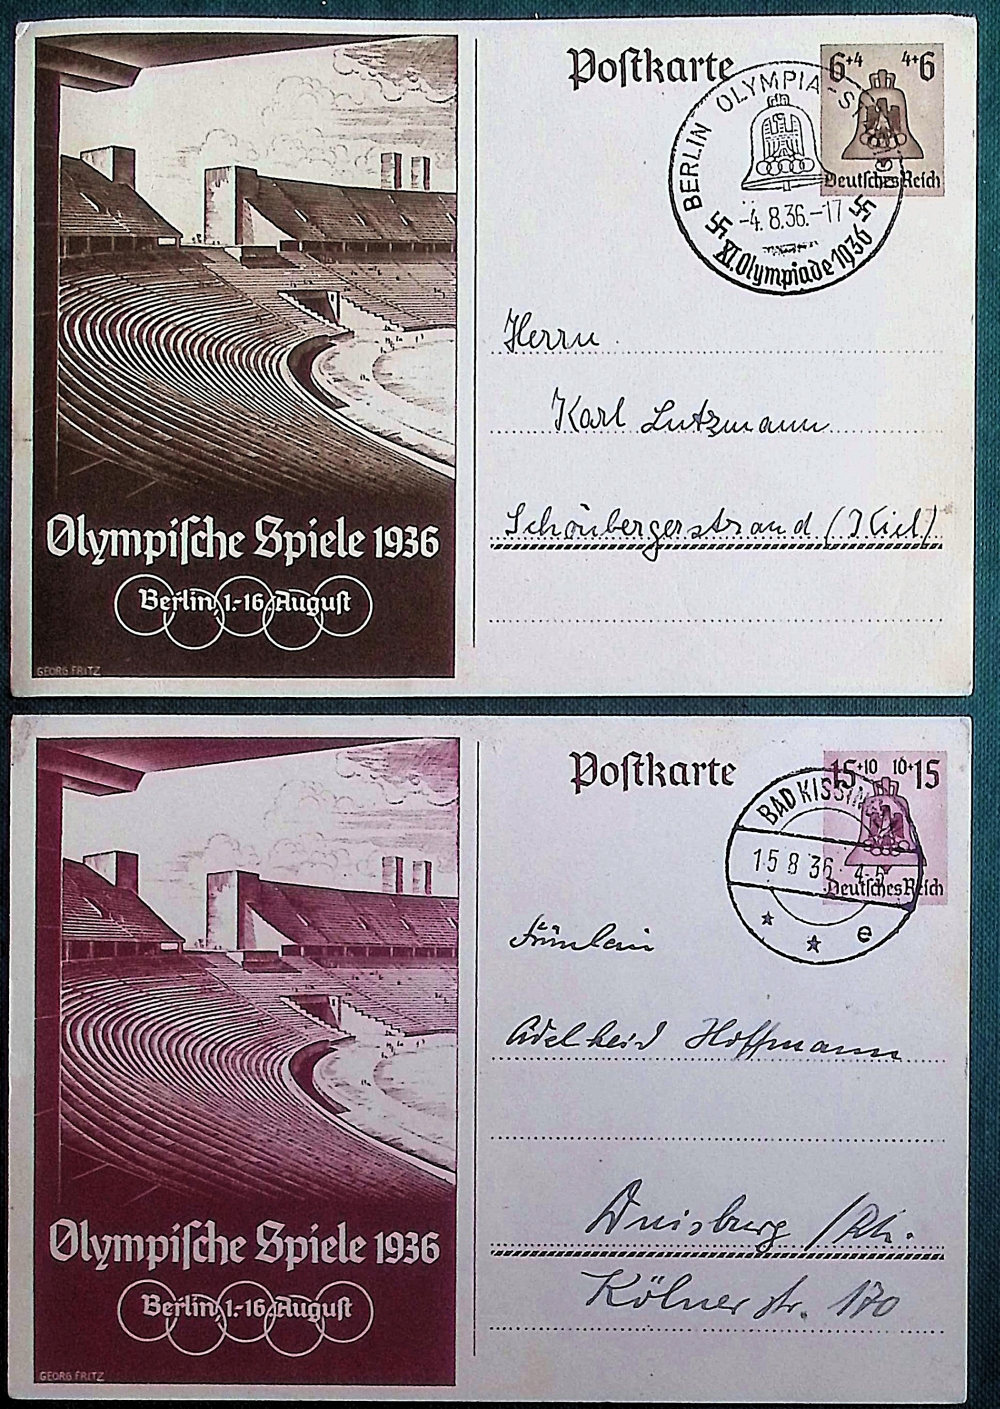 Postkarte
6+4 4+6
Deutsches Reich
BERLIN OLYMPIA-ST
-4.8.36.-17
XI. Olympiade 1936
Herrn
Karl Lutzmann
Schönbergerstrand (Kiel)
Olympische Spiele 1936
Berlin, 1.-16. August
GEORG FRITZ
Postkarte
15+10 10+15
Deutsches Reich
BAD KISSIN
15 8 36 4-5
e
Fräulein
Adelheid Hoffmann
Duisburg /Rh.
Kölner str. 170
Olympische Spiele 1936
Berlin, 1.-16. August
GEORG FRITZ